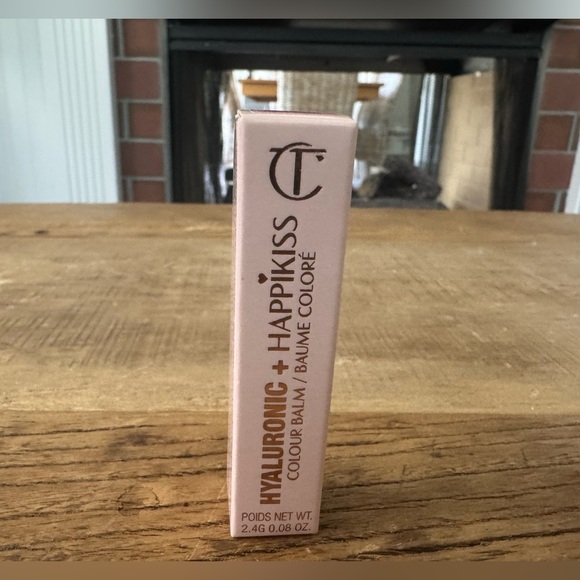 CT
HYALURONIC + HAPPIKISS
COLOUR BALM / BAUME COLORÉ
POIDS NET WT.
2.4G 0.08 OZ.